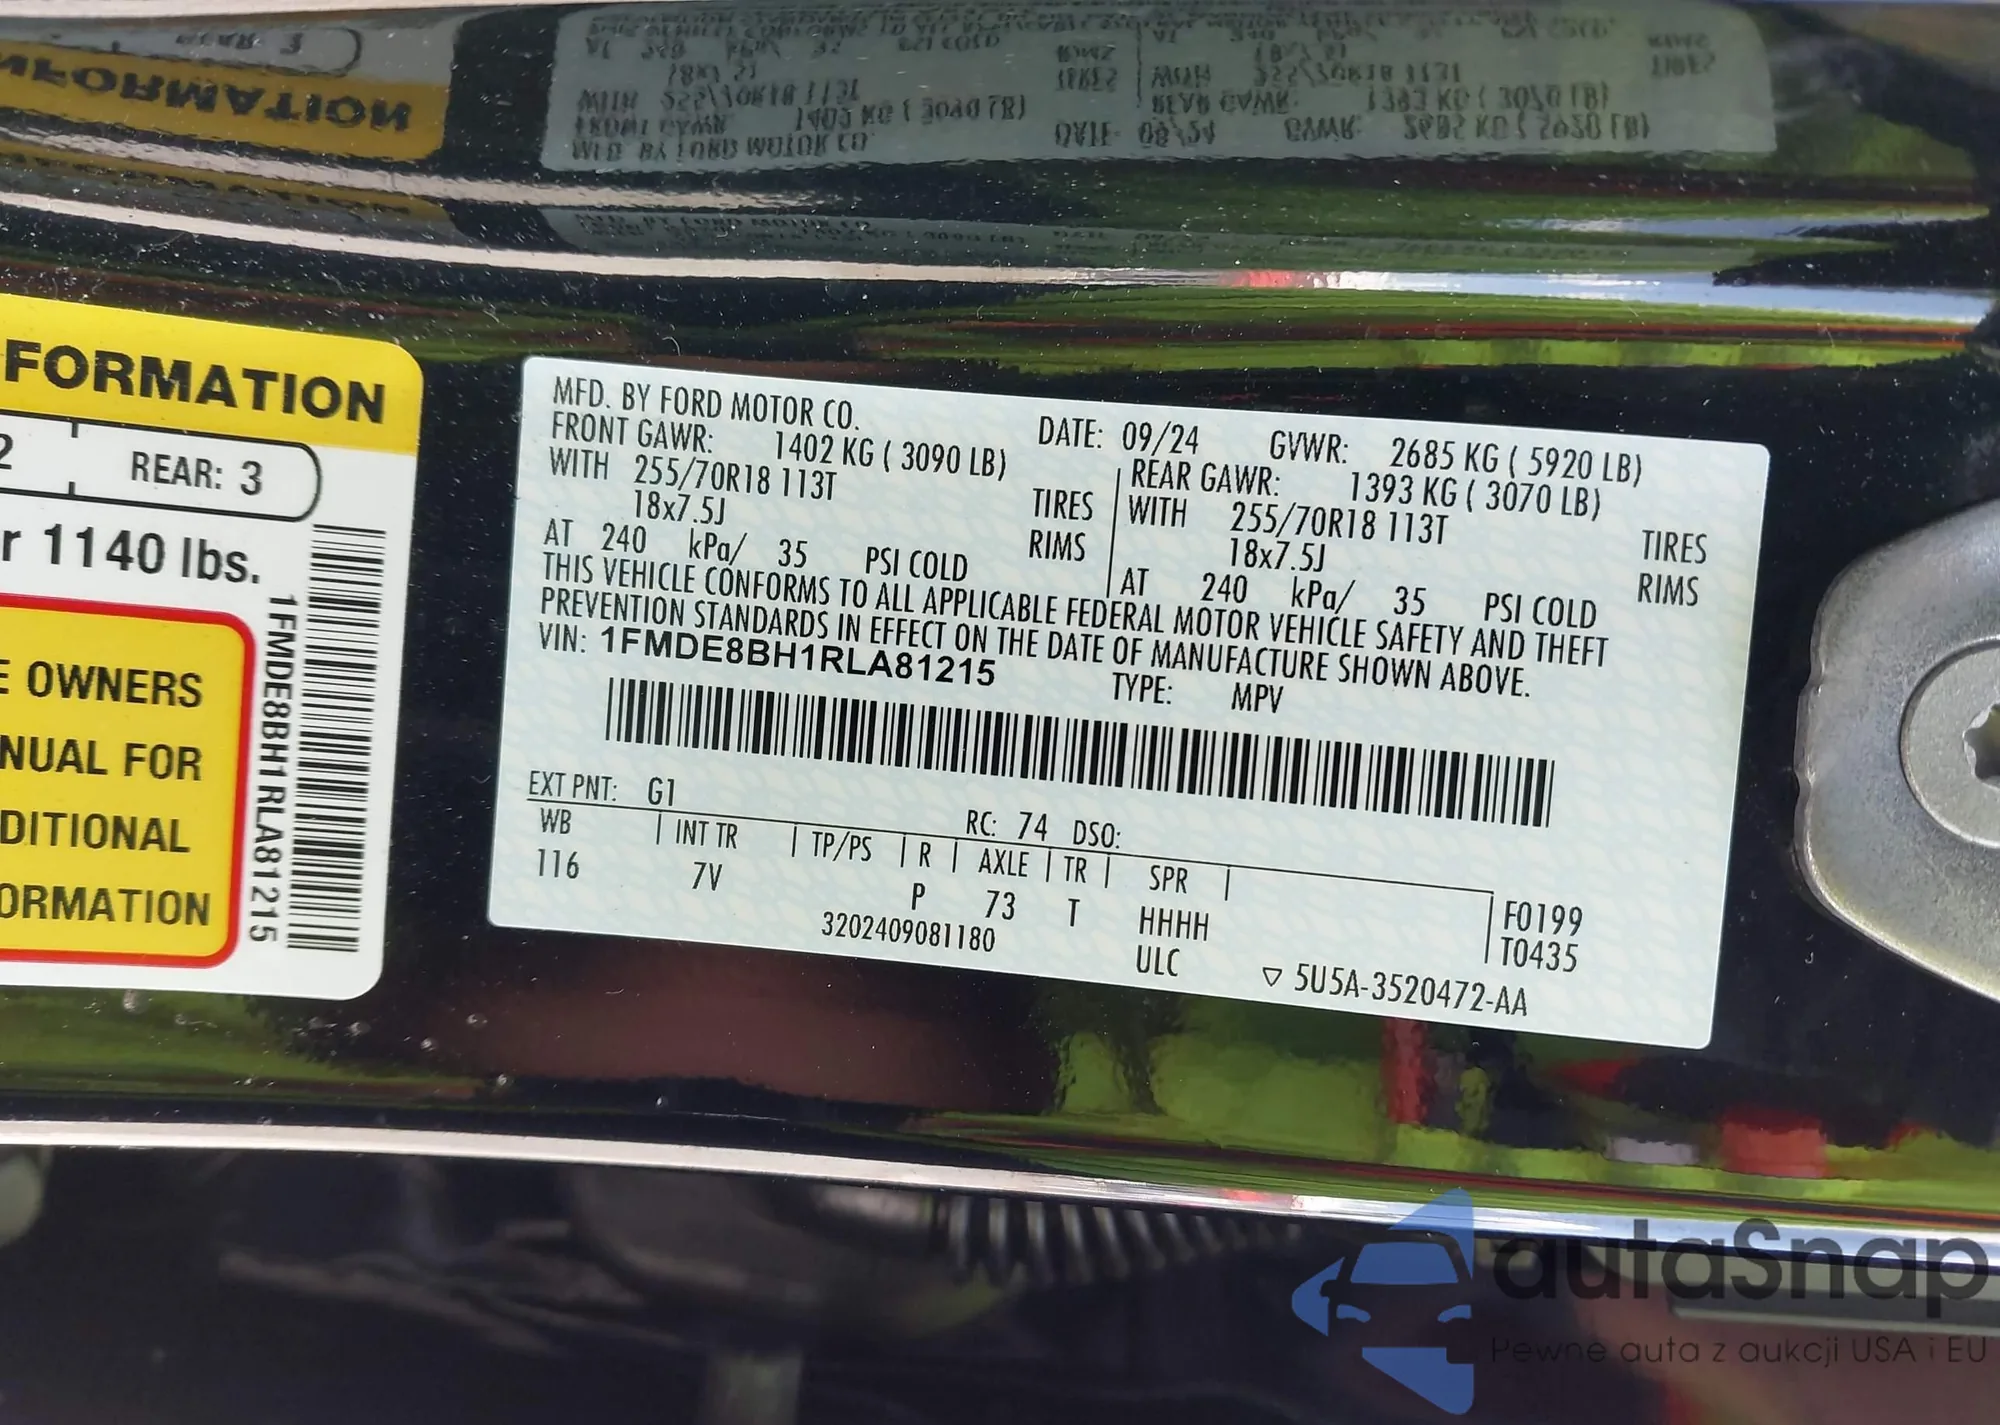 FORMATION
2
REAR: 3
r 1140 lbs.
E OWNERS
NUAL FOR
DITIONAL
ORMATION
1FMDE8BH1RLA81215
MFD. BY FORD MOTOR CO.
DATE: 09/24 GVWR: 2685 KG ( 5920 LB)
FRONT GAWR: 1402 KG ( 3090 LB) REAR GAWR: 1393 KG ( 3070 LB)
WITH 255/70R18 113T TIRES WITH 255/70R18 113T TIRES
18x7.5J RIMS 18x7.5J RIMS
AT 240 kPa/ 35 PSI COLD AT 240 kPa/ 35 PSI COLD
THIS VEHICLE CONFORMS TO ALL APPLICABLE FEDERAL MOTOR VEHICLE SAFETY AND THEFT
PREVENTION STANDARDS IN EFFECT ON THE DATE OF MANUFACTURE SHOWN ABOVE.
VIN: 1FMDE8BH1RLA81215 TYPE: MPV
EXT PNT: G1 RC: 74 DSO:
WB | INT TR | TP/PS | R | AXLE | TR | SPR |
116 7V P 73 T HHHH F0199
3202409081180 ULC T0435
▽ 5U5A-3520472-AA
autaSnap
Pewne auta z aukcji USA i EU